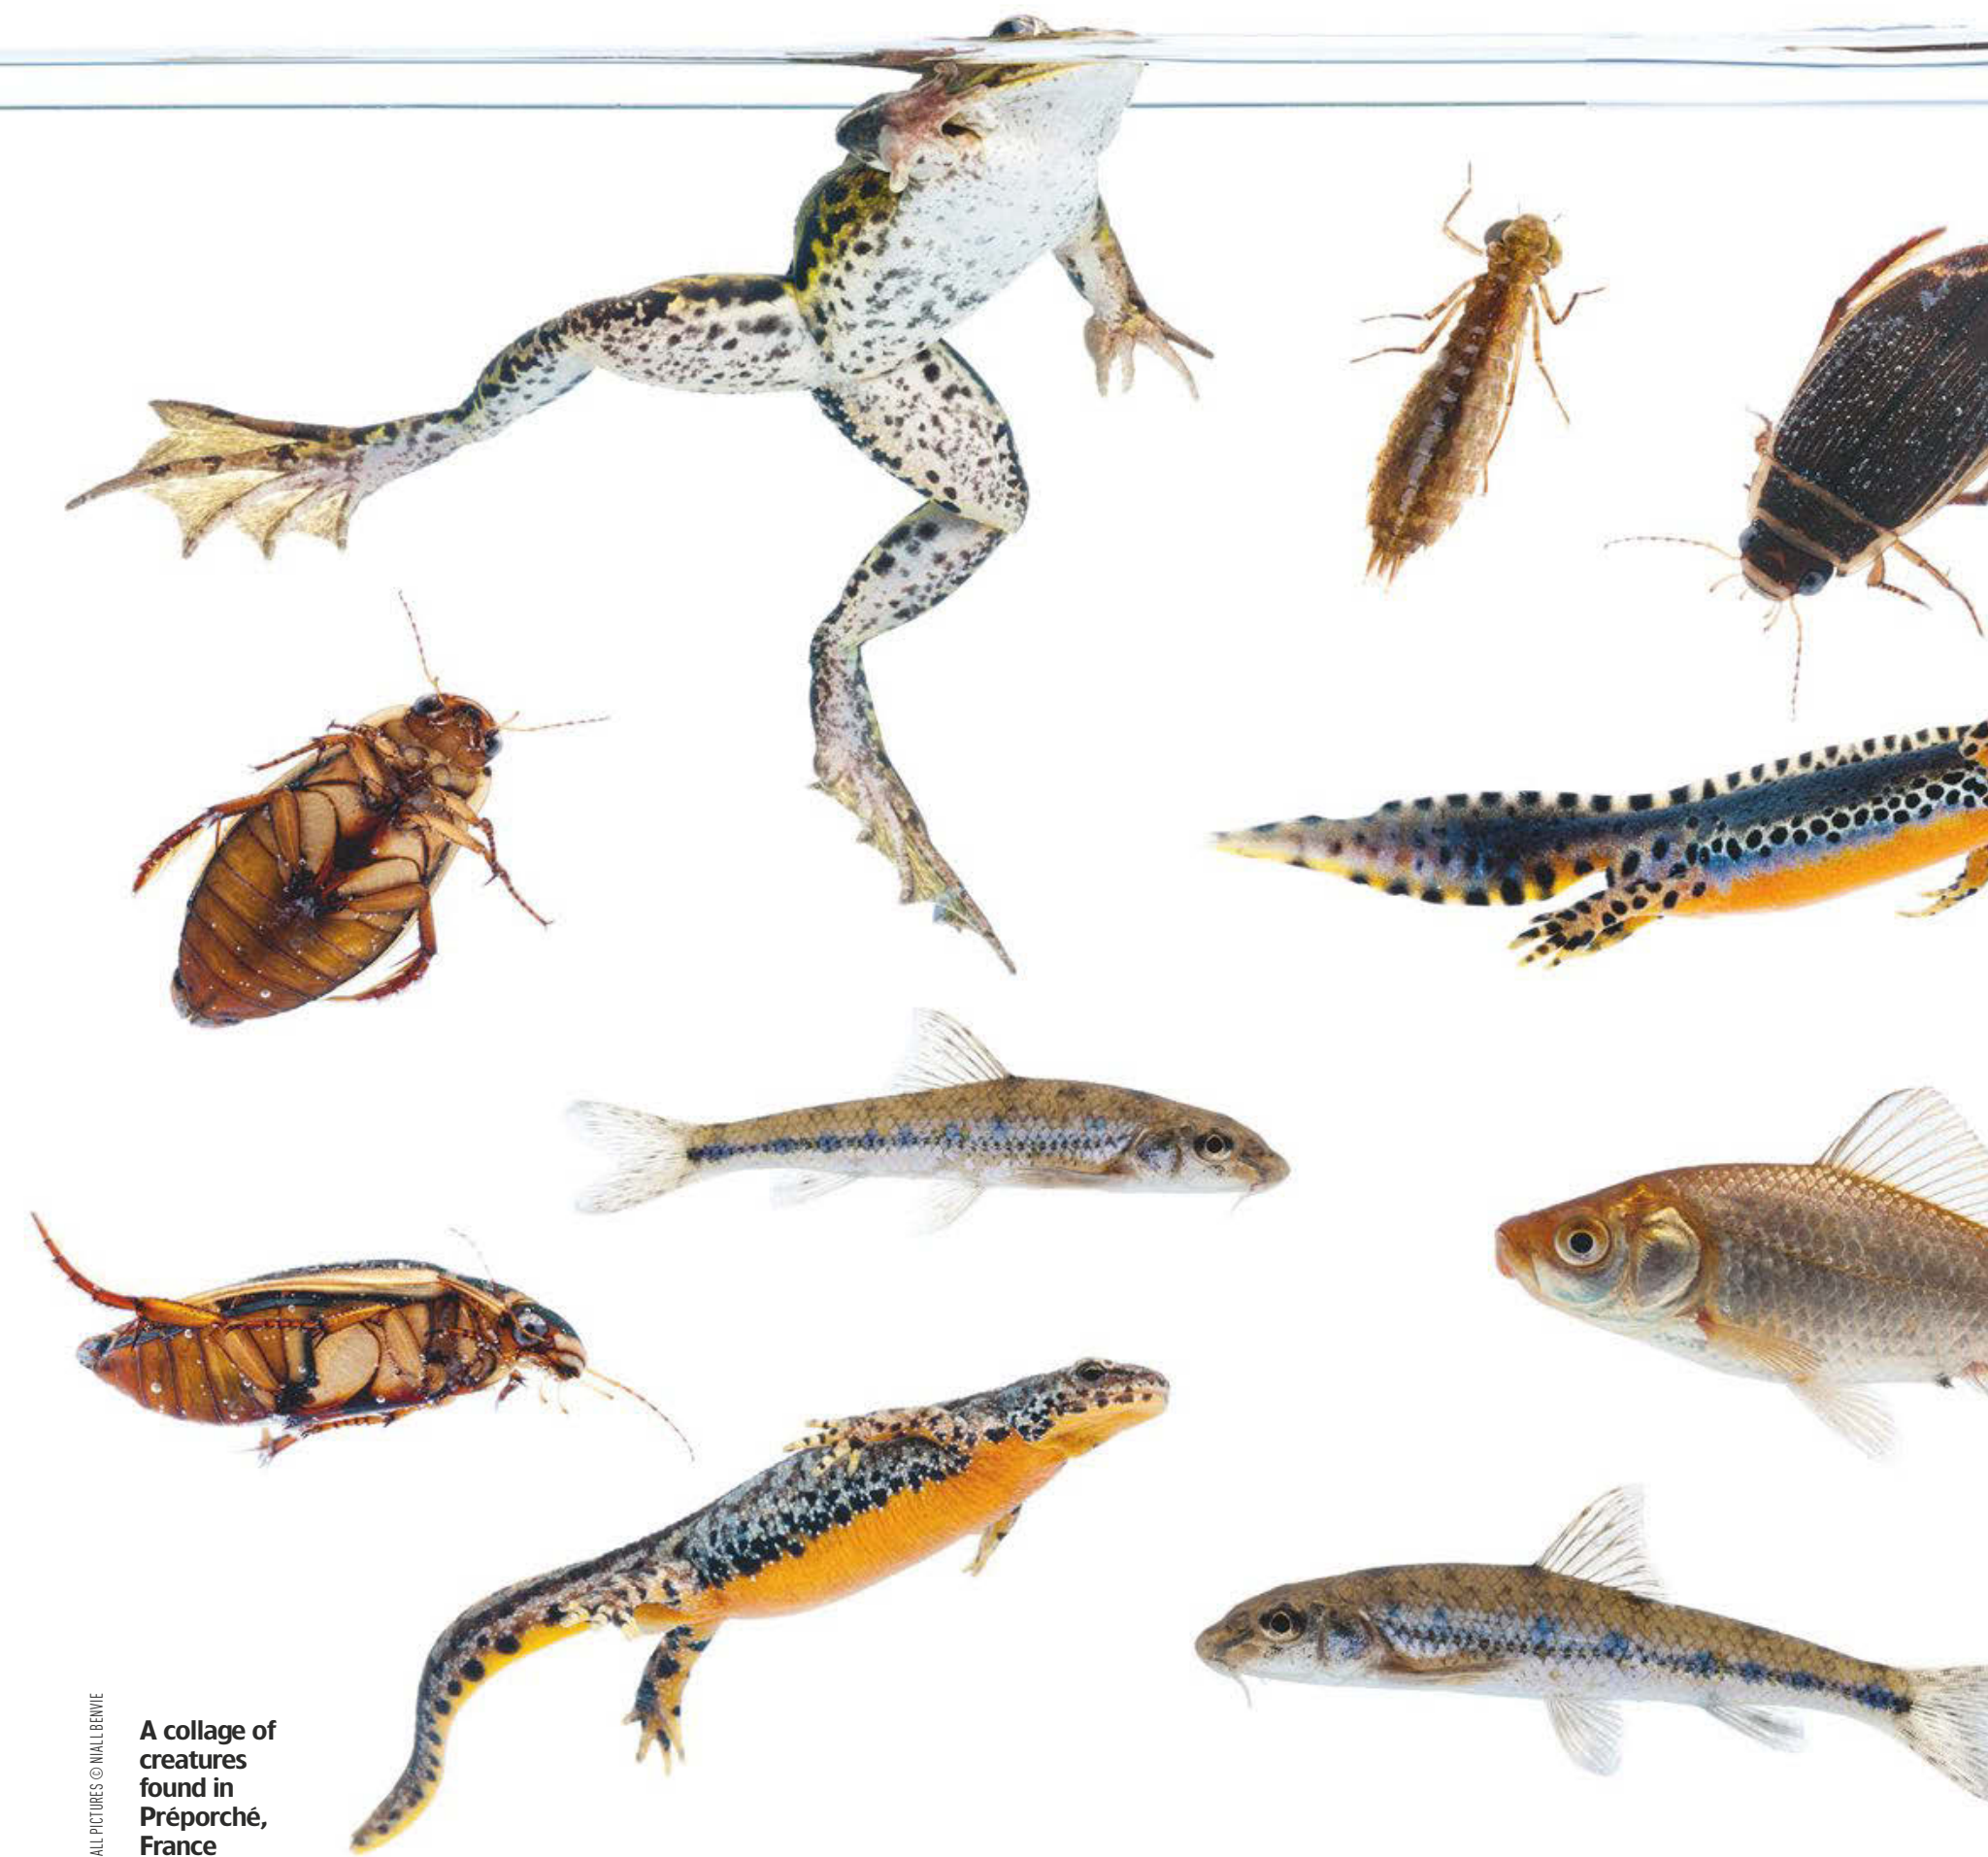 ALL PICTURES © NIALL BENVIE
A collage of
creatures
found in
Préporché,
France